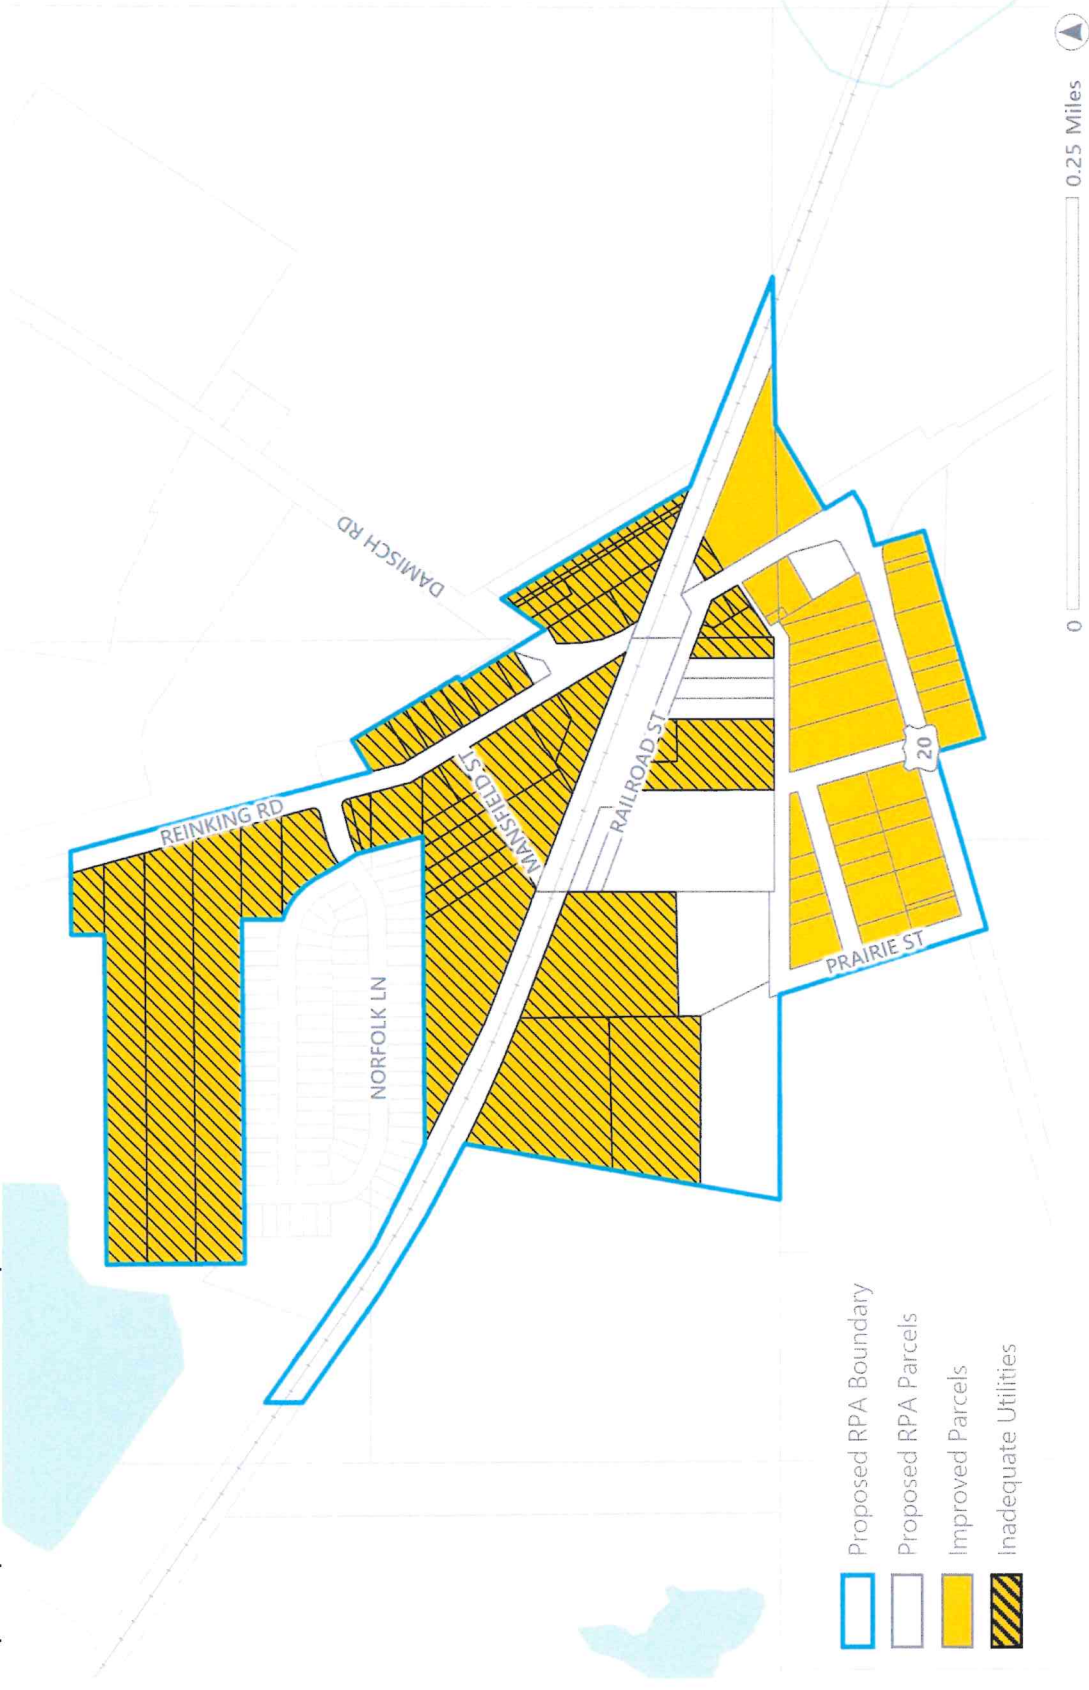 DAMISCH RD
REINKING RD
MANSFIELD ST
RAILROAD ST
NORFOLK LN
20
PRAIRIE ST
Proposed RPA Boundary
Proposed RPA Parcels
Improved Parcels
Inadequate Utilities
0 0.25 Miles